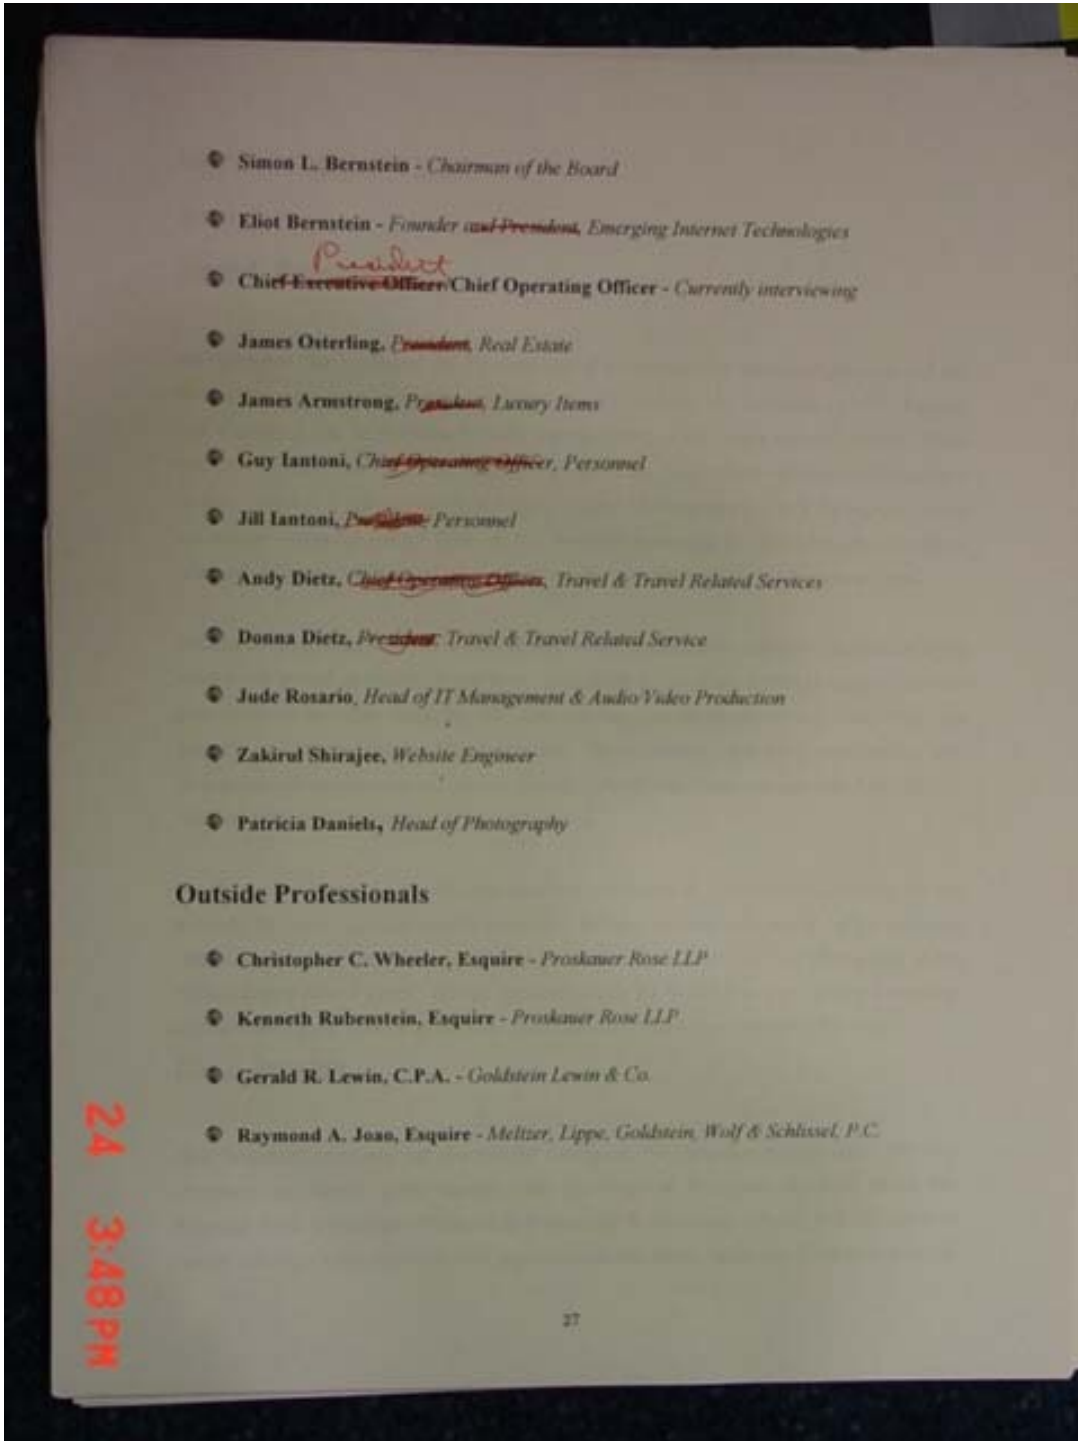 Simon L. Bernstein - Chairman of the Board
Eliot Bernstein - Founder and President, Emerging Internet Technologies
President
Chief Executive Officer/Chief Operating Officer - Currently interviewing
James Osterling, President, Real Estate
James Armstrong, President, Luxury Items
Guy Iantoni, Chief Operating Officer, Personnel
Jill Iantoni, President, Personnel
Andy Dietz, Chief Operating Officer, Travel & Travel Related Services
Donna Dietz, President, Travel & Travel Related Service
Jude Rosario, Head of IT Management & Audio/Video Production
Zakirul Shirajee, Website Engineer
Patricia Daniels, Head of Photography
Outside Professionals
Christopher C. Wheeler, Esquire - Proskauer Rose LLP
Kenneth Rubenstein, Esquire - Proskauer Rose LLP
Gerald R. Lewin, C.P.A. - Goldstein Lewin & Co.
Raymond A. Joao, Esquire - Meltzer, Lippe, Goldstein, Wolf & Schlissel, P.C.
27
24 3:48 PM